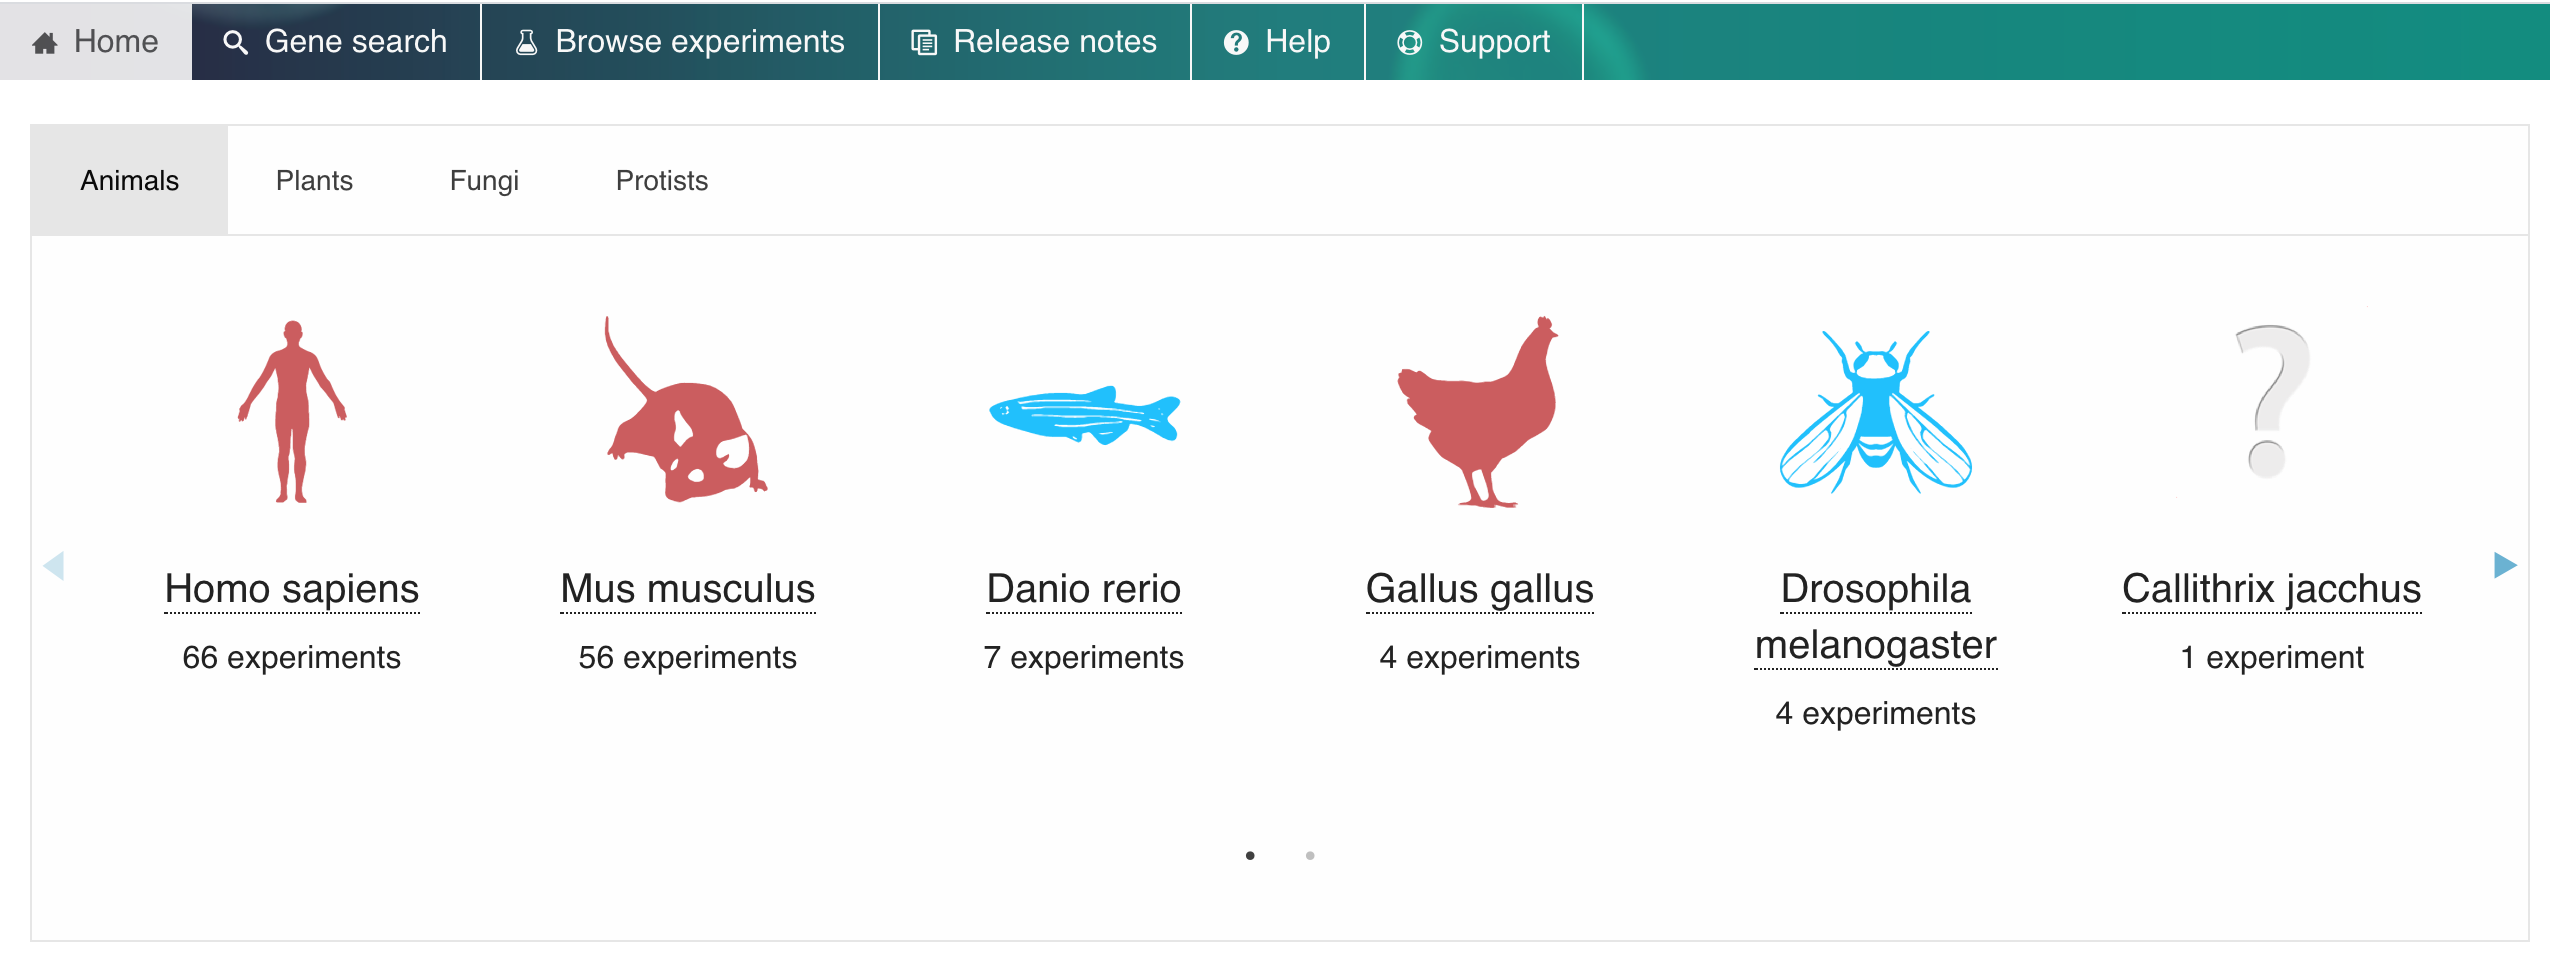 Home Gene search Browse experiments Release notes Help Support
Animals Plants Fungi Protists
Homo sapiens
66 experiments
Mus musculus
56 experiments
Danio rerio
7 experiments
Gallus gallus
4 experiments
Drosophila
melanogaster
4 experiments
Callithrix jacchus
1 experiment